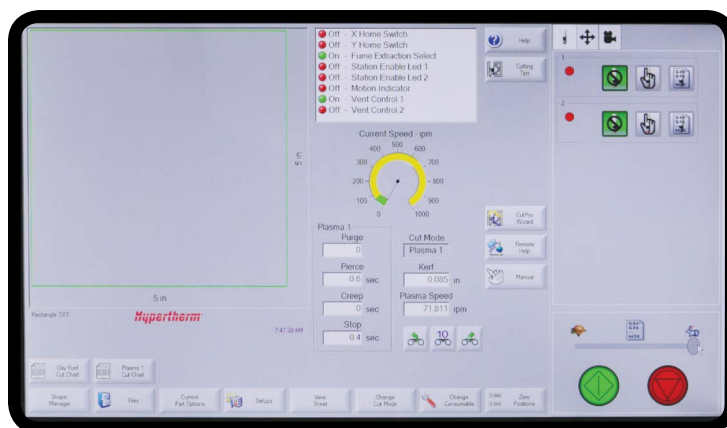 Off - X Home Switch
Off - Y Home Switch
On - Fume Extraction Select
Off - Station Enable Led 1
Off - Station Enable Led 2
Off - Motion Indicator
On - Vent Control 1
Off - Vent Control 2
Help
Cutting
Tips
Current Speed - ipm
0
100
200
300
400
500
600
700
800
900
1000
5 in
5 in
Rectangle.TXT
Hypertherm
7:47:38 AM
Plasma 1
Purge
0
Pierce
0.6 sec
Creep
0 sec
Stop
0.4 sec
Cut Mode
Plasma 1
Kerf
0.085 in
Plasma Speed
71.811 ipm
10
CutPro
Wizard
Remote
Help
Manual
1
2
Oxy Fuel
Cut Chart
Plasma 1
Cut Chart
Shape
Manager
Files
Current
Part Options
Setups
View
Sheet
Change
Cut Mode
Change
Consumable
Zero
Positions